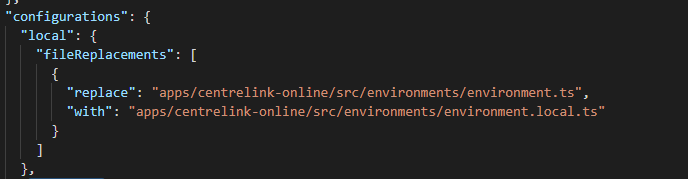 },
"configurations": {
"local": {
"fileReplacements": [
{
"replace": "apps/centrelink-online/src/environments/environment.ts",
"with": "apps/centrelink-online/src/environments/environment.local.ts"
}
]
},